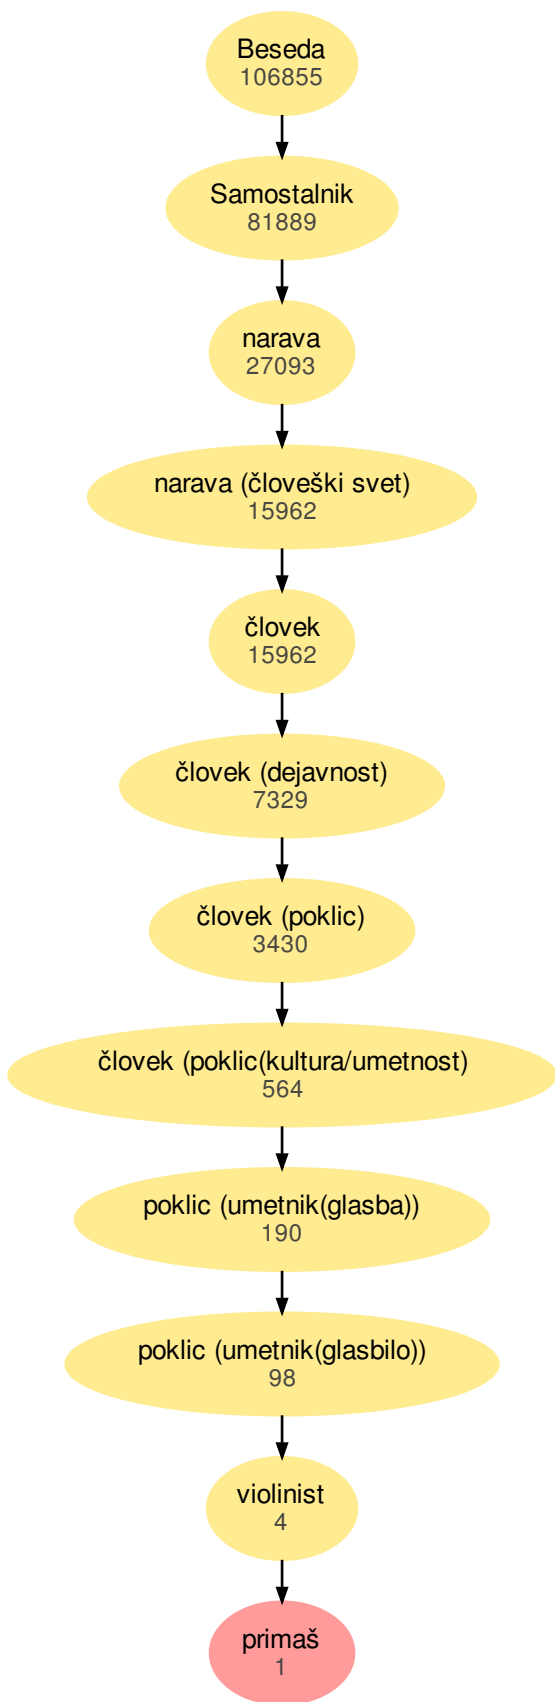 Beseda
106855
Samostalnik
81889
narava
27093
narava (človeški svet)
15962
človek
15962
človek (dejavnost)
7329
človek (poklic)
3430
človek (poklic(kultura/umetnost)
564
poklic (umetnik(glasba))
190
poklic (umetnik(glasbilo))
98
violinist
4
primaš
1